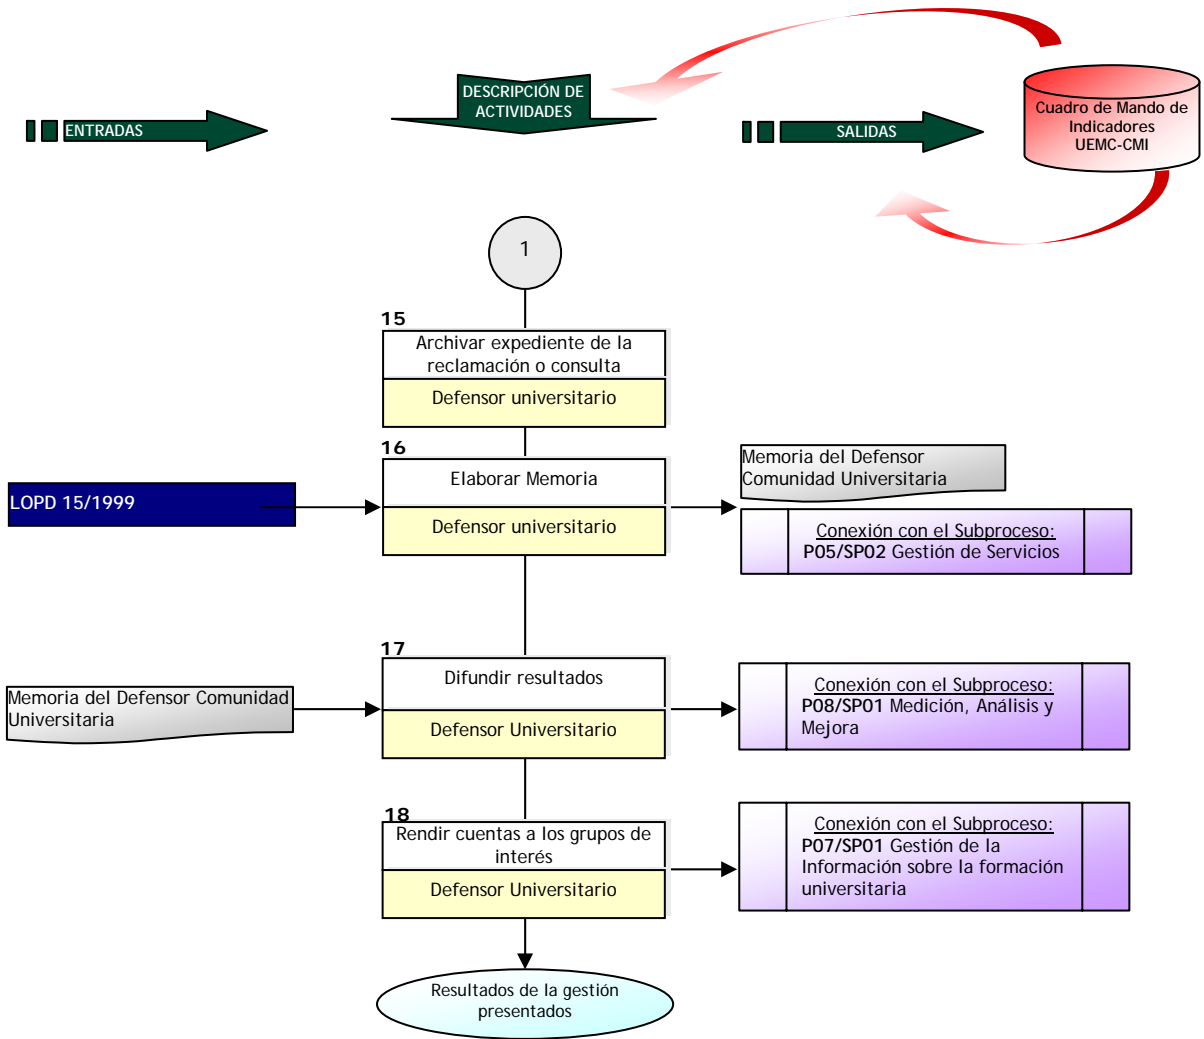 DESCRIPCIÓN DE
ACTIVIDADES
ENTRADAS
SALIDAS
Cuadro de Mando de
Indicadores
UEMC-CMI
1
15
Archivar expediente de la
reclamación o consulta
Defensor universitario
16
Elaborar Memoria
Defensor universitario
LOPD 15/1999
Memoria del Defensor
Comunidad Universitaria
Conexión con el Subproceso:
P05/SP02 Gestión de Servicios
17
Difundir resultados
Defensor Universitario
Memoria del Defensor Comunidad
Universitaria
Conexión con el Subproceso:
P08/SP01 Medición, Análisis y
Mejora
18
Rendir cuentas a los grupos de
interés
Defensor Universitario
Conexión con el Subproceso:
P07/SP01 Gestión de la
Información sobre la formación
universitaria
Resultados de la gestión
presentados